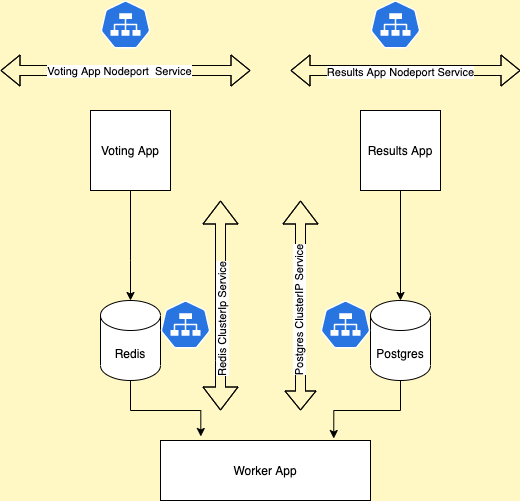 Voting App Nodeport  Service
Results App Nodeport Service
Voting App
Results App
Redis ClusterIp Service
Postgres ClusterIP Service
Redis
Postgres
Worker App